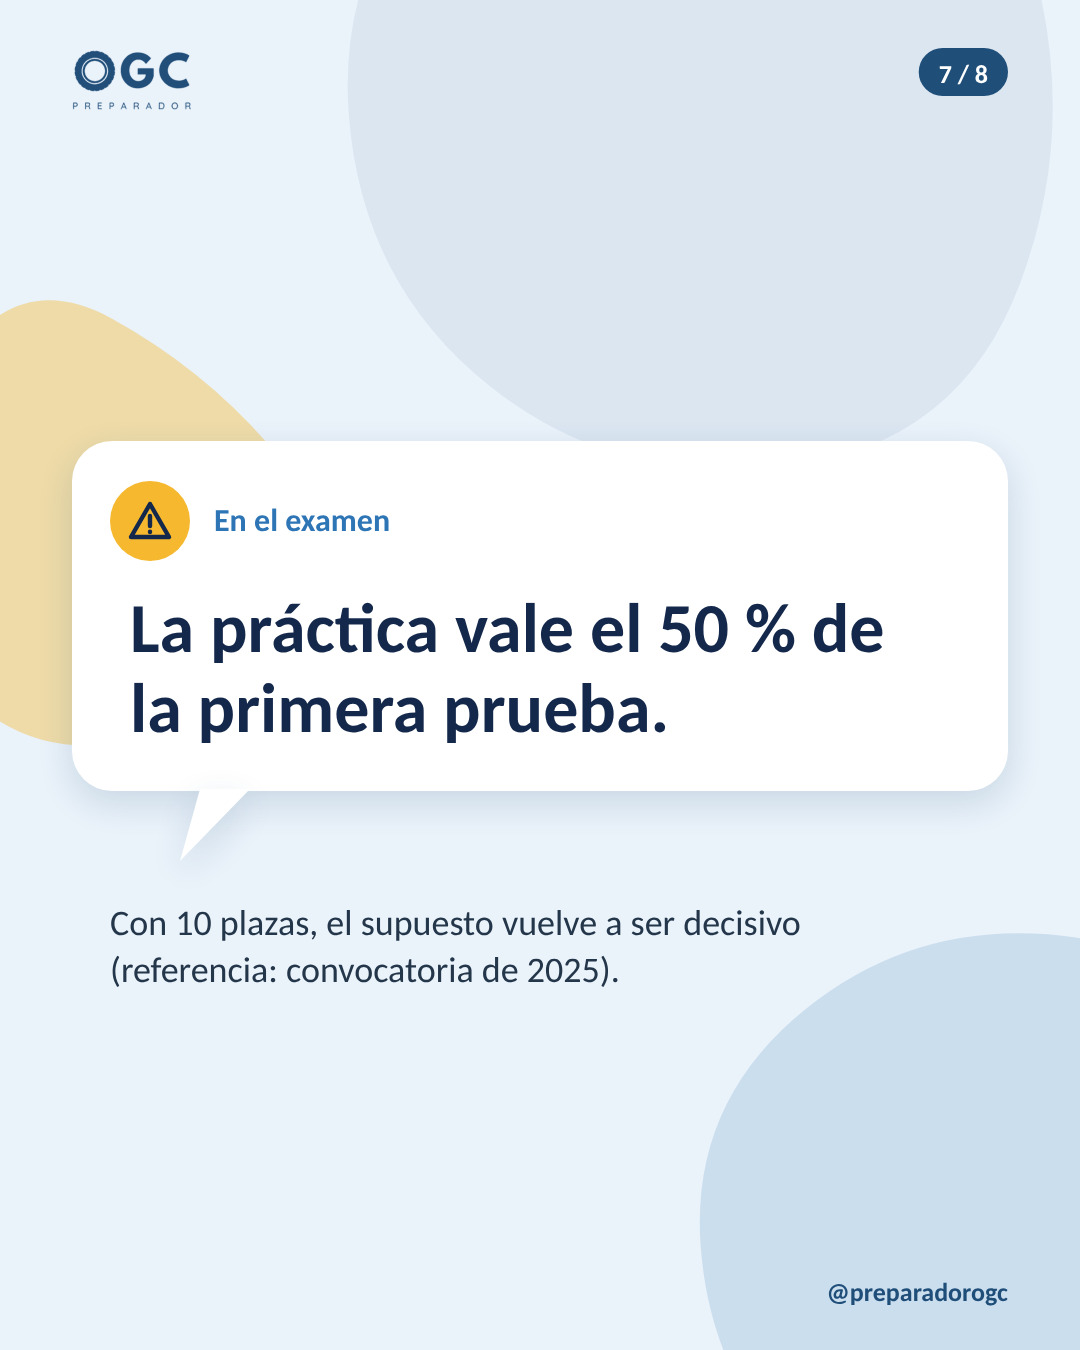 OGC
PREPARADOR
7 / 8
En el examen
La práctica vale el 50 % de
la primera prueba.
Con 10 plazas, el supuesto vuelve a ser decisivo
(referencia: convocatoria de 2025).
@preparadorogc